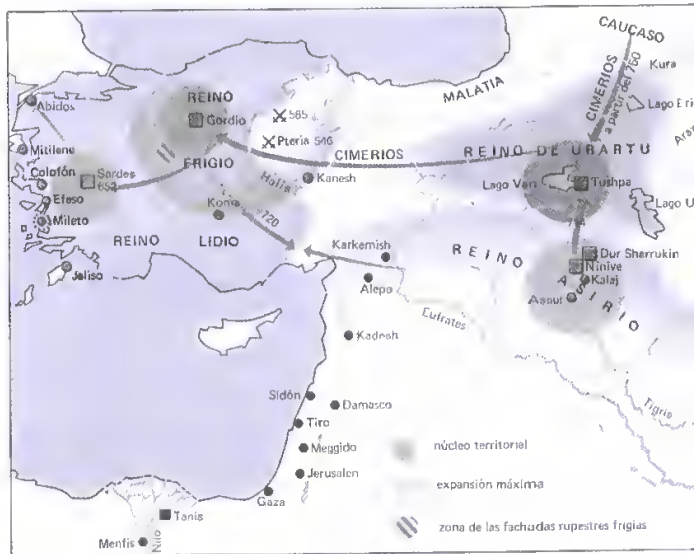 CAUCASO
Kura
CIMERIOS
a partir del 760
MALATIA
Abidos
REINO
Gordio
585
Lago
Mitilene
Pteria 546
CIMERIOS
REINO DE URARTU
Colofón
Sardes
FRIGIO
Halis
Kanesh
Lago Van
Tushpa
Efeso
Mileto
720
Lago U
REINO
LIDIO
Karkemish
REINO
Dur Sharrukin
Jaliso
Ninive
Alepo
Kalaj
ASIRIO
Assur
Eufrates
Kadesh
Sidón
Damasco
Tigris
Tiro
Meggido
núcleo territorial
Jerusalen
expansión máxima
Gaza
Tanis
zona de las fachadas rupestres frigias
Menfis
Nilo